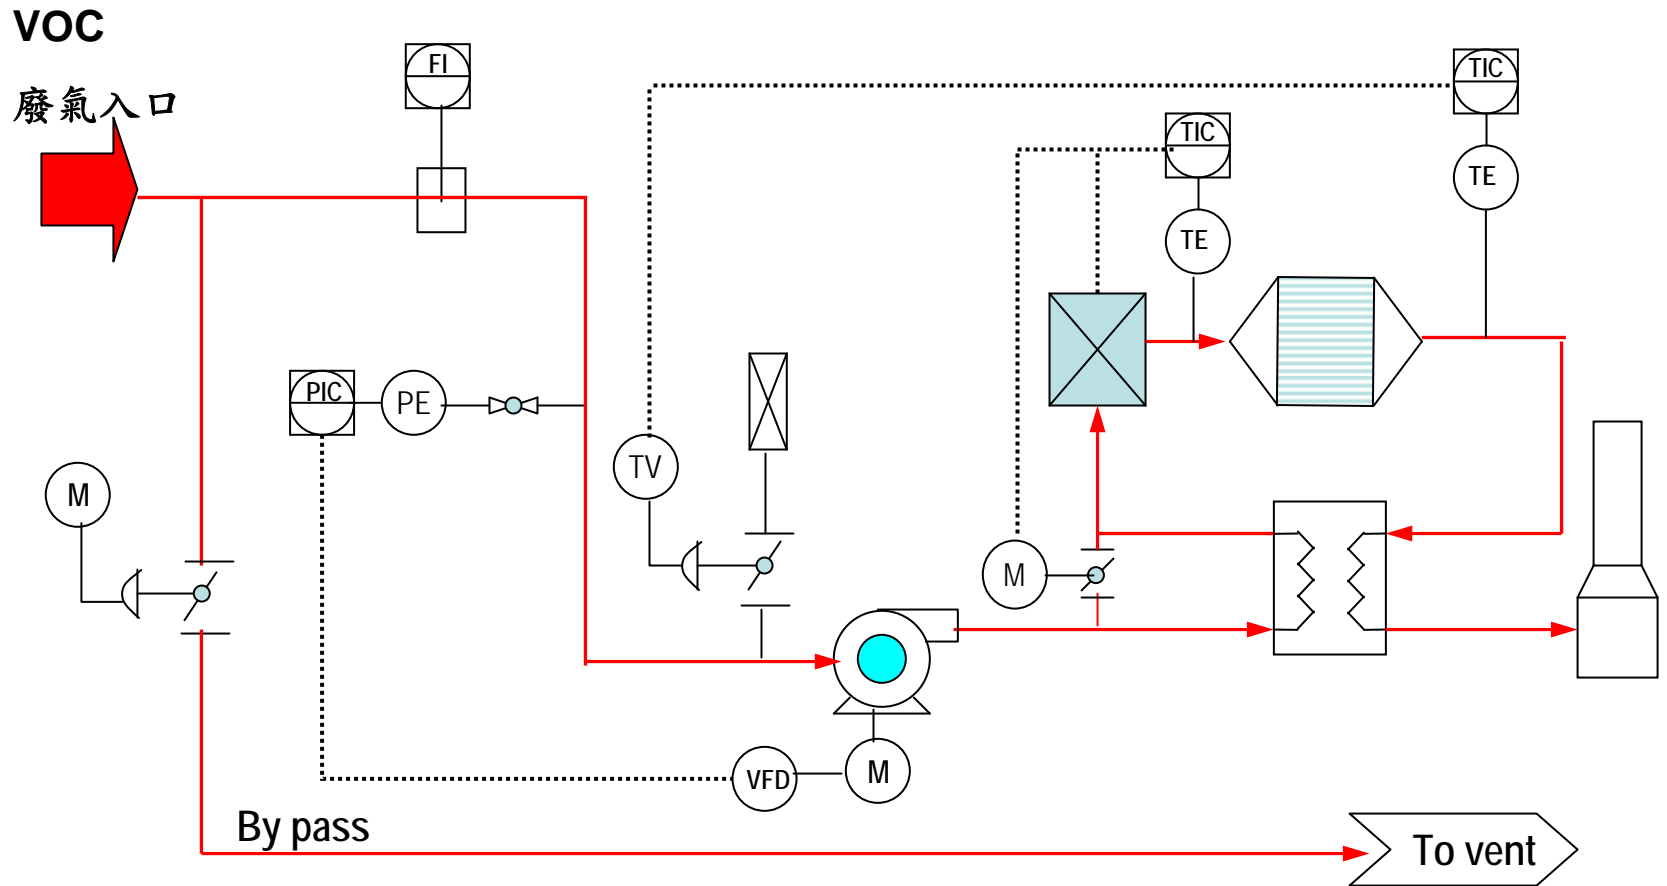 VOC
廢氣入口
FI
TIC
TIC
TE
TE
PIC
PE
TV
M
M
VFD
M
By pass
To vent